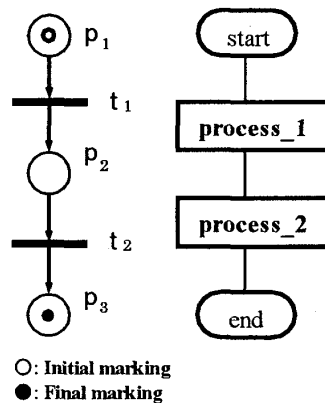 p1
start
t1
process_1
p2
process_2
t2
p3
end
○: Initial marking
●: Final marking